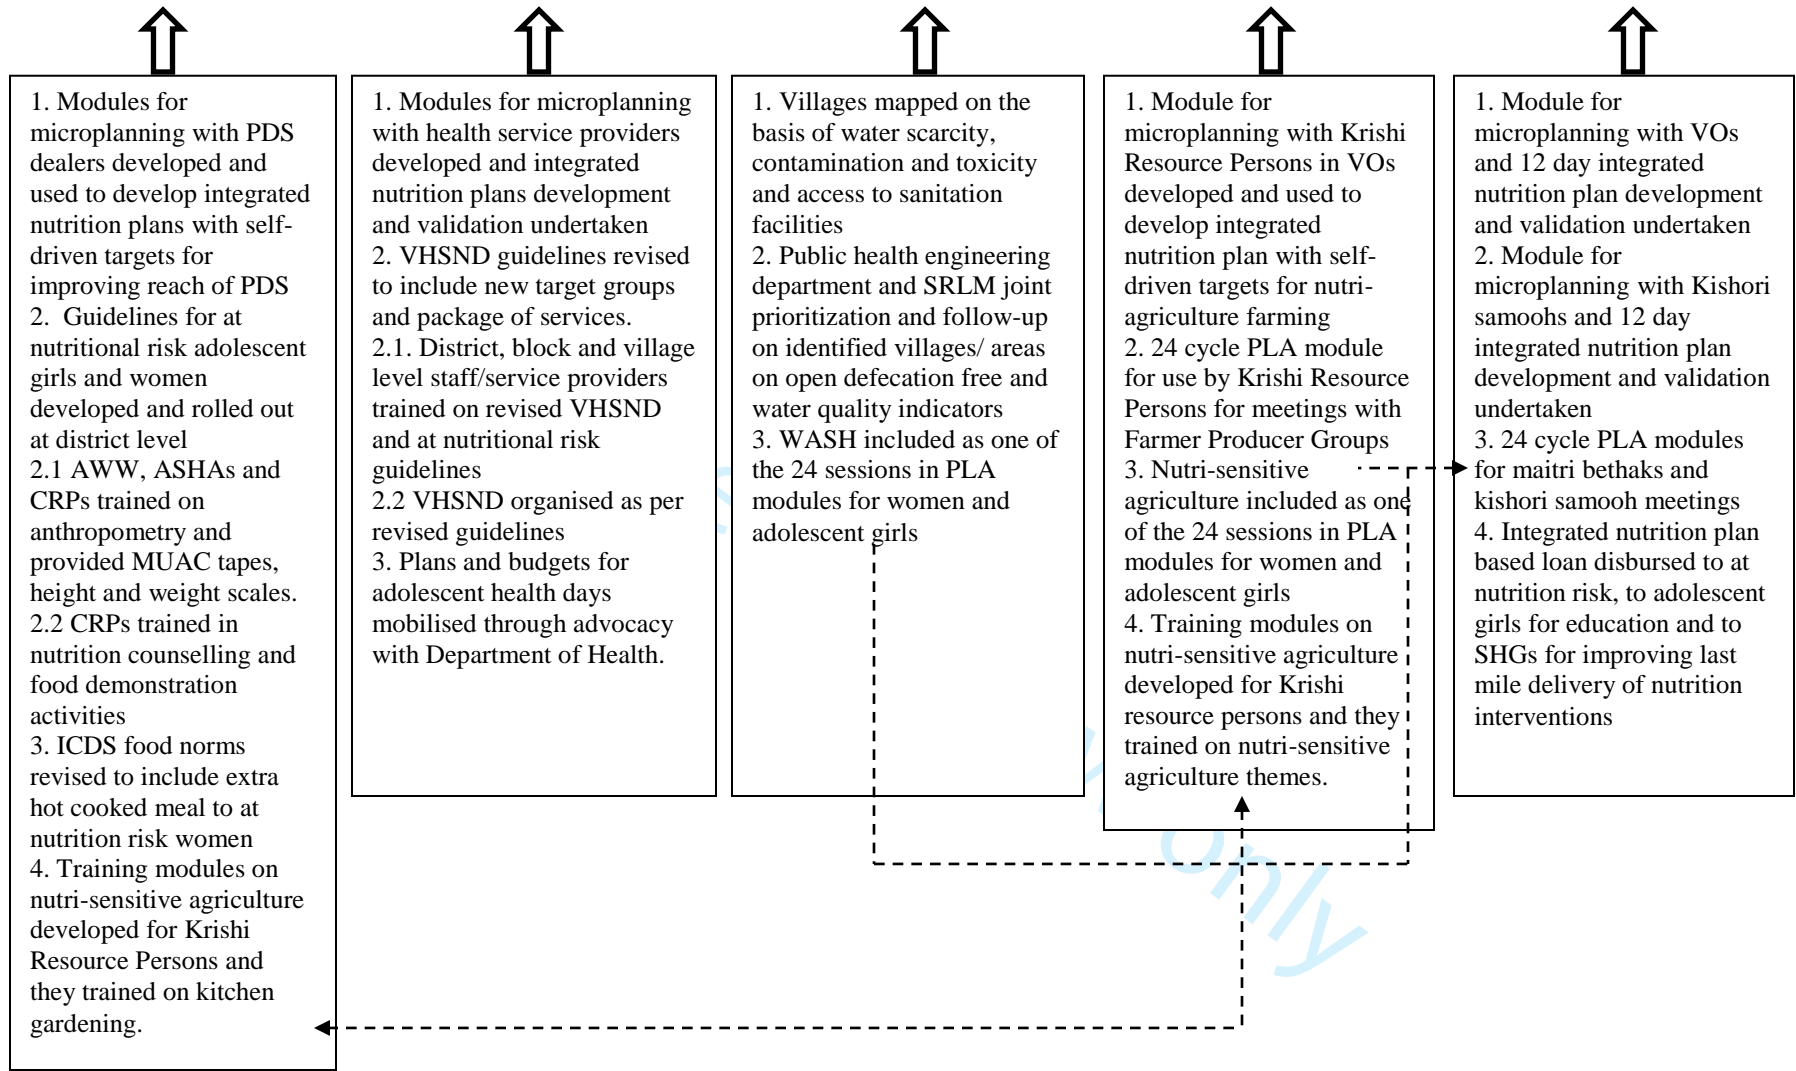 1. Modules for
microplanning with PDS
dealers developed and
used to develop integrated
nutrition plans with self-
driven targets for
improving reach of PDS
2. Guidelines for at
nutritional risk adolescent
girls and women
developed and rolled out
at district level
2.1 AWW, ASHAs and
CRPs trained on
anthropometry and
provided MUAC tapes,
height and weight scales.
2.2 CRPs trained in
nutrition counselling and
food demonstration
activities
3. ICDS food norms
revised to include extra
hot cooked meal to at
nutrition risk women
4. Training modules on
nutri-sensitive agriculture
developed for Krishi
Resource Persons and
they trained on kitchen
gardening.
1. Modules for microplanning
with health service providers
developed and integrated
nutrition plans development
and validation undertaken
2. VHSND guidelines revised
to include new target groups
and package of services.
2.1. District, block and village
level staff/service providers
trained on revised VHSND
and at nutritional risk
guidelines
2.2 VHSND organised as per
revised guidelines
3. Plans and budgets for
adolescent health days
mobilised through advocacy
with Department of Health.
1. Villages mapped on the
basis of water scarcity,
contamination and toxicity
and access to sanitation
facilities
2. Public health engineering
department and SRLM joint
prioritization and follow-up
on identified villages/ areas
on open defecation free and
water quality indicators
3. WASH included as one of
the 24 sessions in PLA
modules for women and
adolescent girls
1. Module for
microplanning with Krishi
Resource Persons in VOs
developed and used to
develop integrated
nutrition plan with self-
driven targets for nutri-
agriculture farming
2. 24 cycle PLA module
for use by Krishi Resource
Persons for meetings with
Farmer Producer Groups
3. Nutri-sensitive
agriculture included as one
of the 24 sessions in PLA
modules for women and
adolescent girls
4. Training modules on
nutri-sensitive agriculture
developed for Krishi
resource persons and they
trained on nutri-sensitive
agriculture themes.
1. Module for
microplanning with VOs
and 12 day integrated
nutrition plan development
and validation undertaken
2. Module for
microplanning with Kishori
samoohs and 12 day
integrated nutrition plan
development and validation
undertaken
3. 24 cycle PLA modules
for maitri bethaks and
kishori samooh meetings
4. Integrated nutrition plan
based loan disbursed to at
nutrition risk, to adolescent
girls for education and to
SHGs for improving last
mile delivery of nutrition
interventions
only